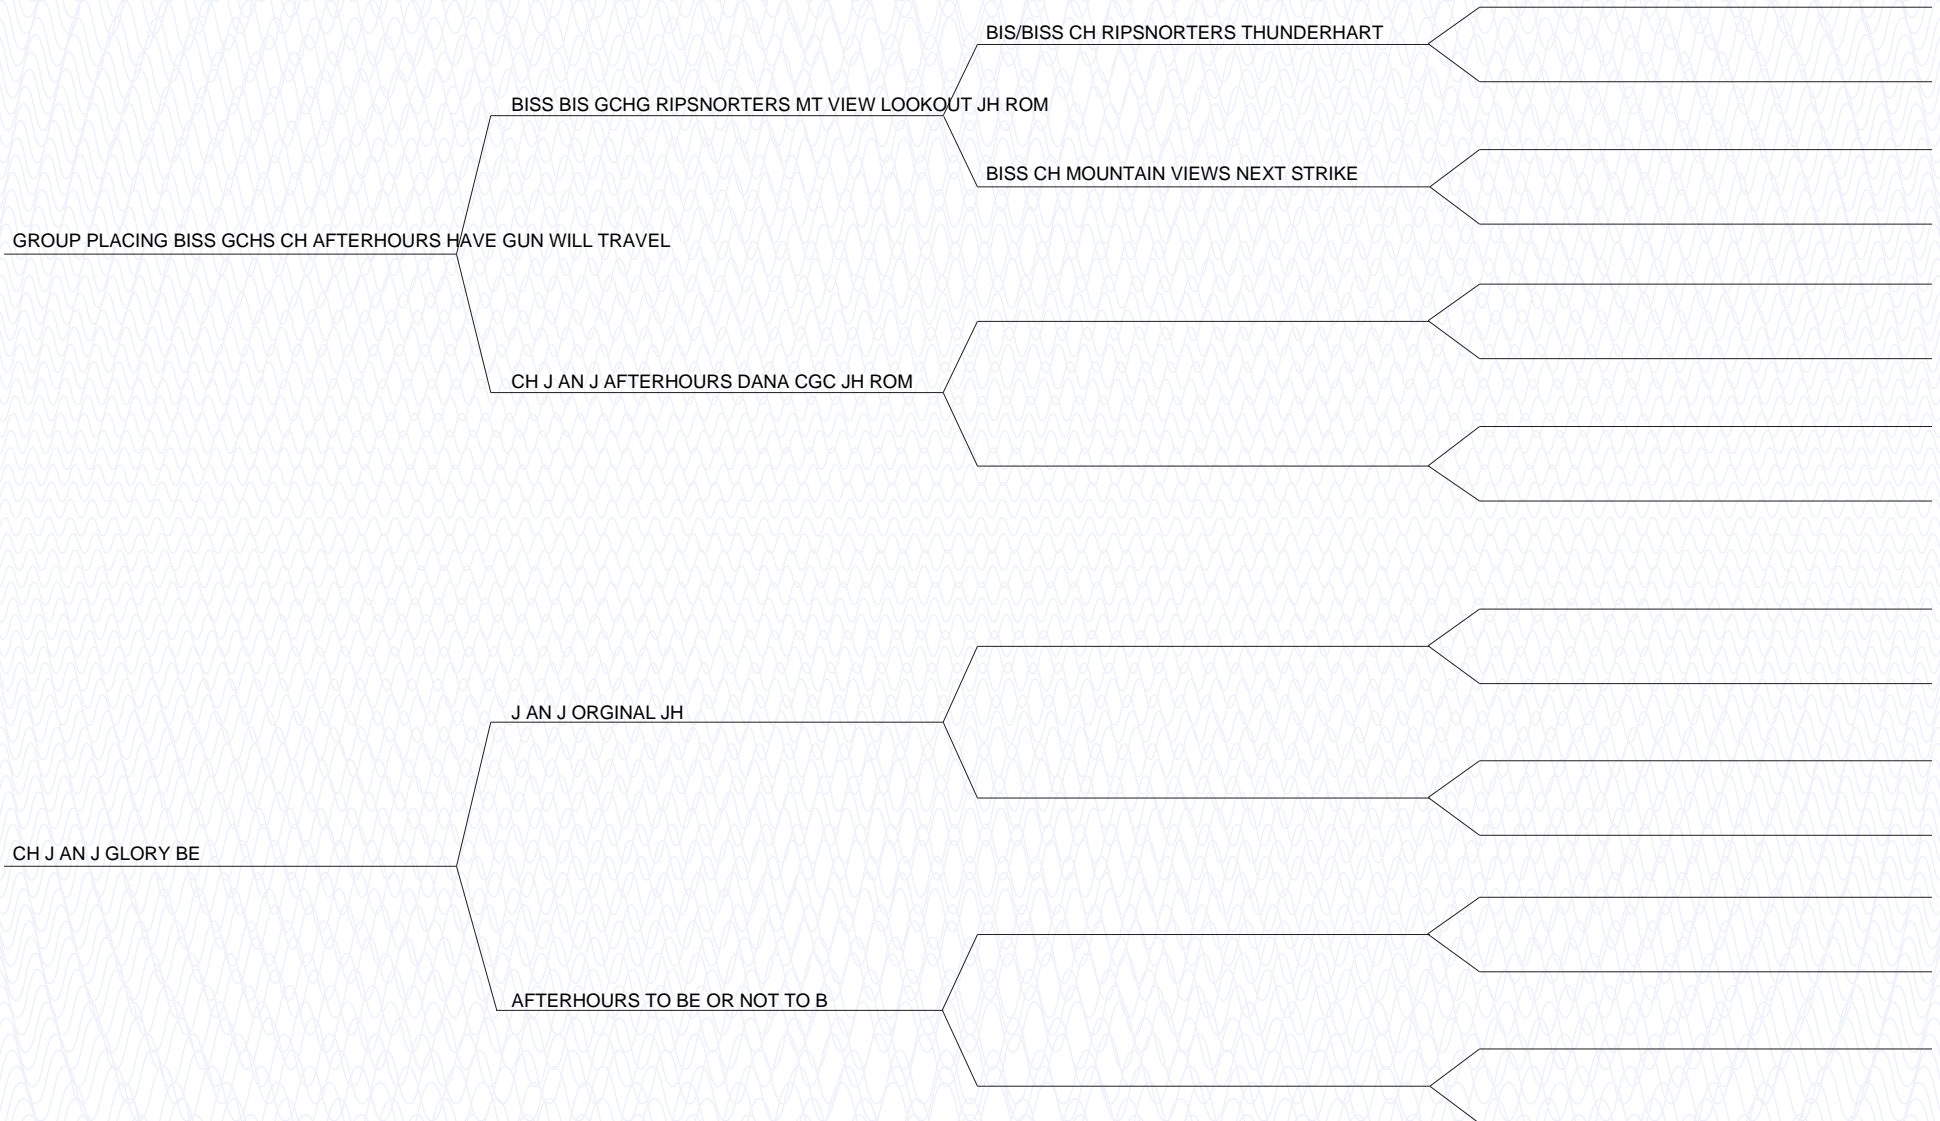 BIS/BISS CH RIPSNORTERS THUNDERHART
BISS BIS GCHG RIPSNORTERS MT VIEW LOOKOUT JH ROM
BISS CH MOUNTAIN VIEWS NEXT STRIKE
GROUP PLACING BISS GCHS CH AFTERHOURS HAVE GUN WILL TRAVEL
CH J AN J AFTERHOURS DANA CGC JH ROM
J AN J ORGINAL JH
CH J AN J GLORY BE
AFTERHOURS TO BE OR NOT TO B